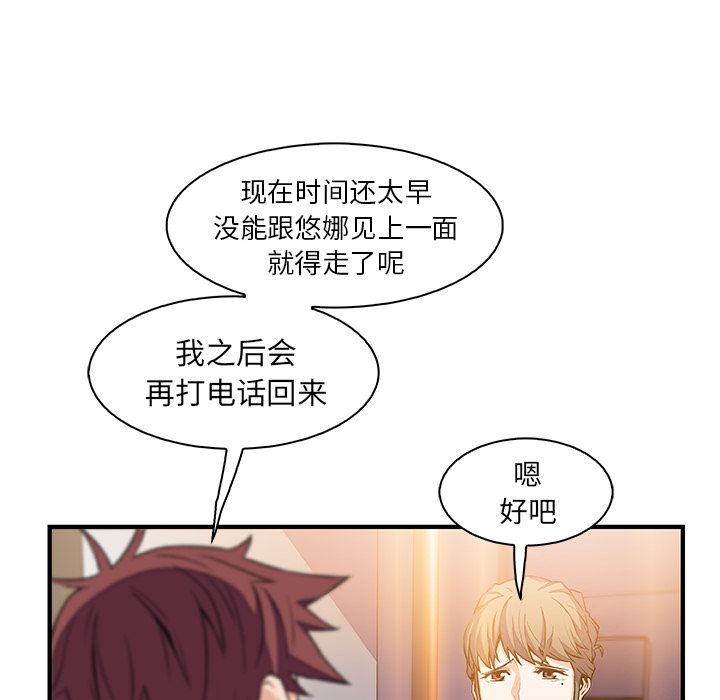 现在时间还太早
没能跟悠娜见上一面
就得走了呢
我之后会
再打电话回来
嗯
好吧